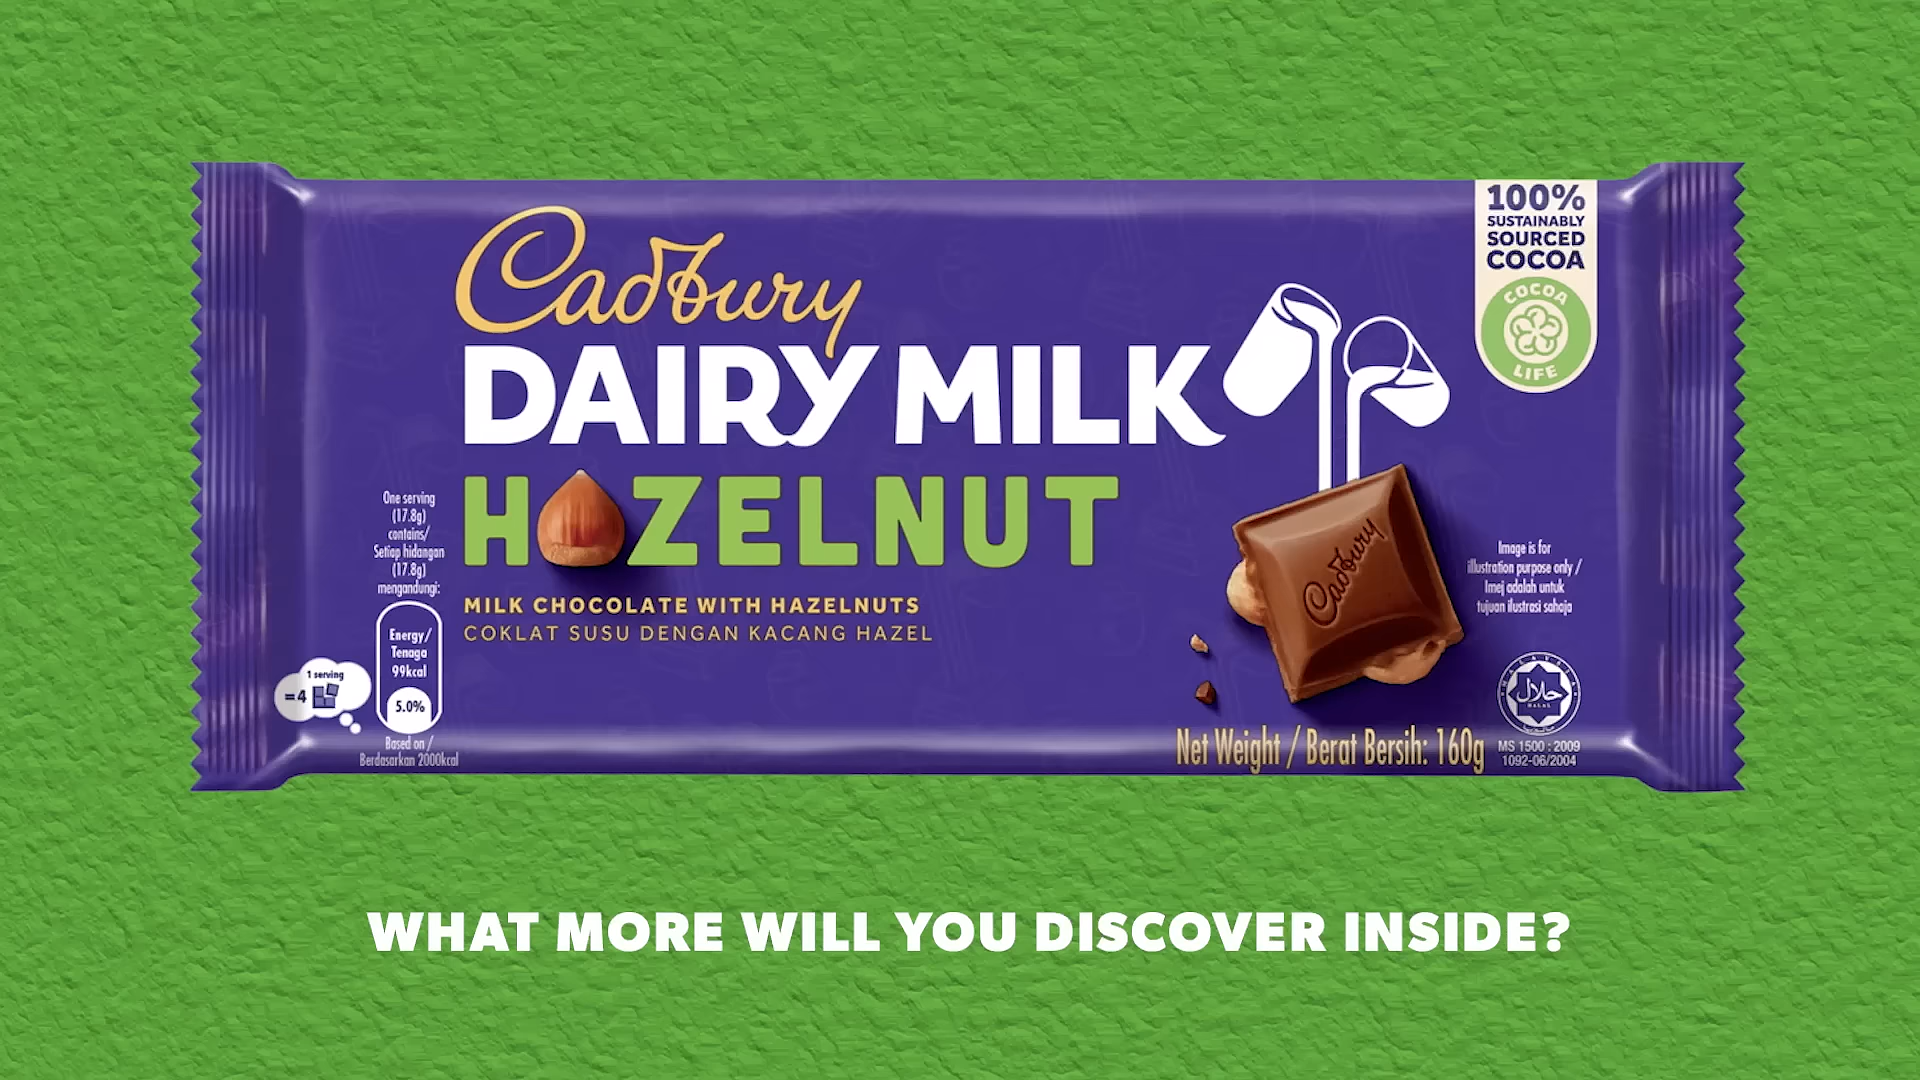 Cadbury
DAIRY MILK
HAZELNUT
MILK CHOCOLATE WITH HAZELNUTS
COKLAT SUSU DENGAN KACANG HAZEL
100%
SUSTAINABLY
SOURCED
COCOA
COCOA
LIFE
One serving
(17.8g)
contains/
Setiap hidangan
(17.8g)
mengandungi:
Energy/
Tenaga
99kcal
5.0%
Based on /
Berdasarkan 2000kcal
1 serving
=4
Cadbury
Image is for
illustration purpose only /
Imej adalah untuk
tujuan ilustrasi sahaja
MALAYSIA
حلال
HALAL
MS 1500 : 2009
1092-06/2004
Net Weight / Berat Bersih: 160g
WHAT MORE WILL YOU DISCOVER INSIDE?